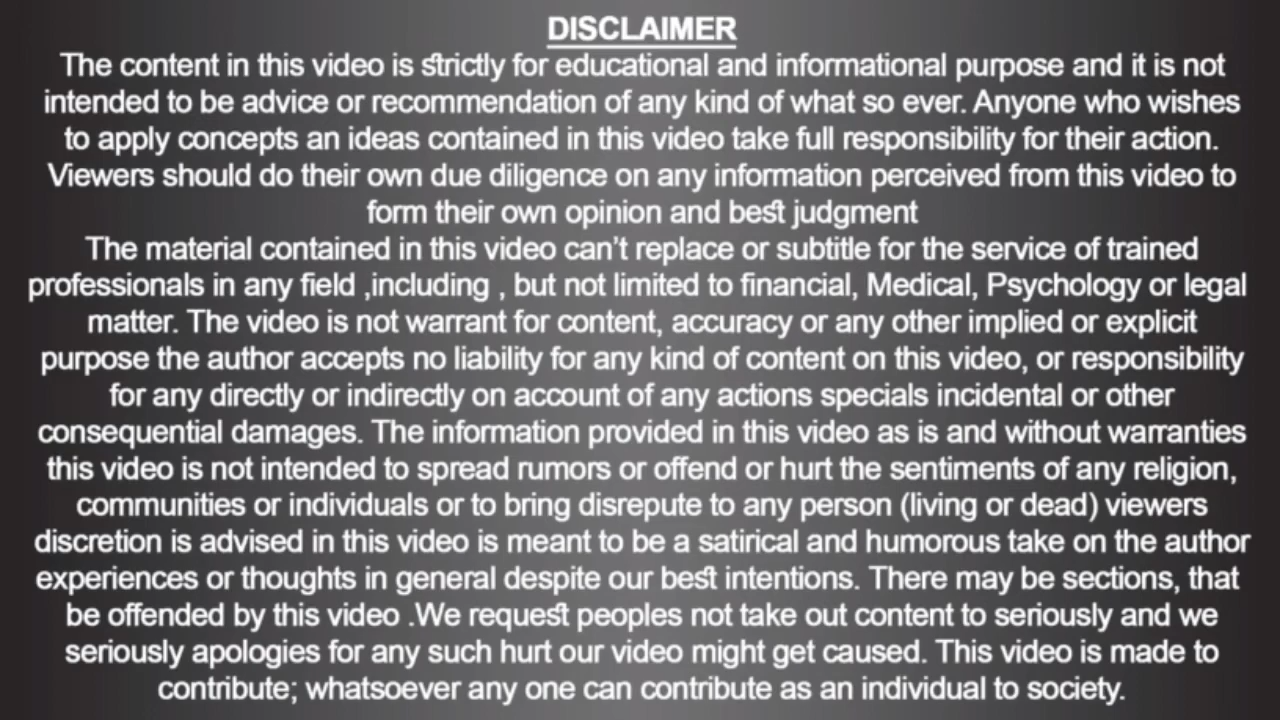 DISCLAIMER
The content in this video is strictly for educational and informational purpose and it is not
intended to be advice or recommendation of any kind of what so ever. Anyone who wishes
to apply concepts an ideas contained in this video take full responsibility for their action.
Viewers should do their own due diligence on any information perceived from this video to
form their own opinion and best judgment
The material contained in this video can't replace or subtitle for the service of trained
professionals in any field ,including , but not limited to financial, Medical, Psychology or legal
matter. The video is not warrant for content, accuracy or any other implied or explicit
purpose the author accepts no liability for any kind of content on this video, or responsibility
for any directly or indirectly on account of any actions specials incidental or other
consequential damages. The information provided in this video as is and without warranties
this video is not intended to spread rumors or offend or hurt the sentiments of any religion,
communities or individuals or to bring disrepute to any person (living or dead) viewers
discretion is advised in this video is meant to be a satirical and humorous take on the author
experiences or thoughts in general despite our best intentions. There may be sections, that
be offended by this video .We request peoples not take out content to seriously and we
seriously apologies for any such hurt our video might get caused. This video is made to
contribute; whatsoever any one can contribute as an individual to society.